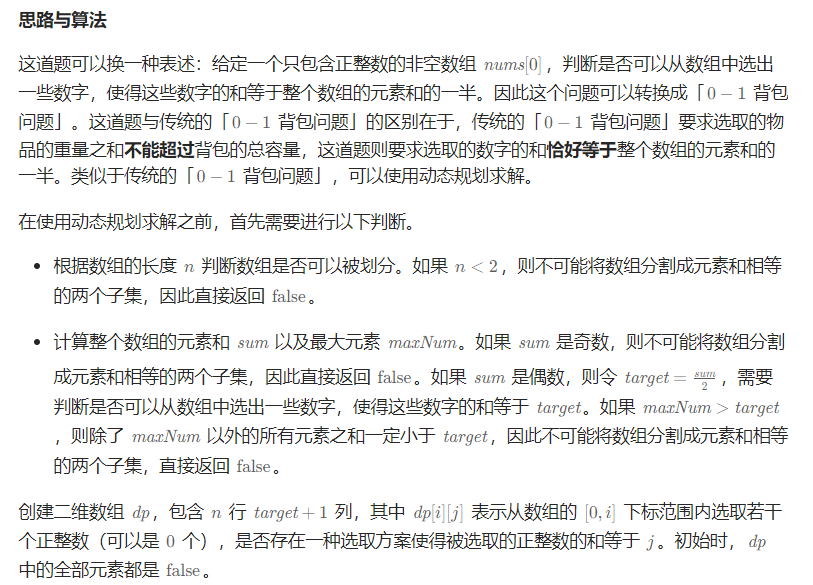 思路与算法
这道题可以换一种表述：给定一个只包含正整数的非空数组 nums[0]，判断是否可以从数组中选出
一些数字，使得这些数字的和等于整个数组的元素和的一半。因此这个问题可以转换成「0−1 背包
问题」。这道题与传统的「0−1 背包问题」的区别在于，传统的「0−1 背包问题」要求选取的物
品的重量之和不能超过背包的总容量，这道题则要求选取的数字的和恰好等于整个数组的元素和的
一半。类似于传统的「0−1 背包问题」，可以使用动态规划求解。
在使用动态规划求解之前，首先需要进行以下判断。
• 根据数组的长度 n 判断数组是否可以被划分。如果 n < 2，则不可能将数组分割成元素和相等
的两个子集，因此直接返回 false。
• 计算整个数组的元素和 sum 以及最大元素 maxNum。如果 sum 是奇数，则不可能将数组分割
成元素和相等的两个子集，因此直接返回 false。如果 sum 是偶数，则令 target = sum/2，需要
判断是否可以从数组中选出一些数字，使得这些数字的和等于 target。如果 maxNum > target
，则除了 maxNum 以外的所有元素之和一定小于 target，因此不可能将数组分割成元素和相等
的两个子集，直接返回 false。
创建二维数组 dp，包含 n 行 target+1 列，其中 dp[i][j] 表示从数组的 [0,i] 下标范围内选取若干
个正整数（可以是 0 个），是否存在一种选取方案使得被选取的正整数的和等于 j。初始时，dp
中的全部元素都是 false。